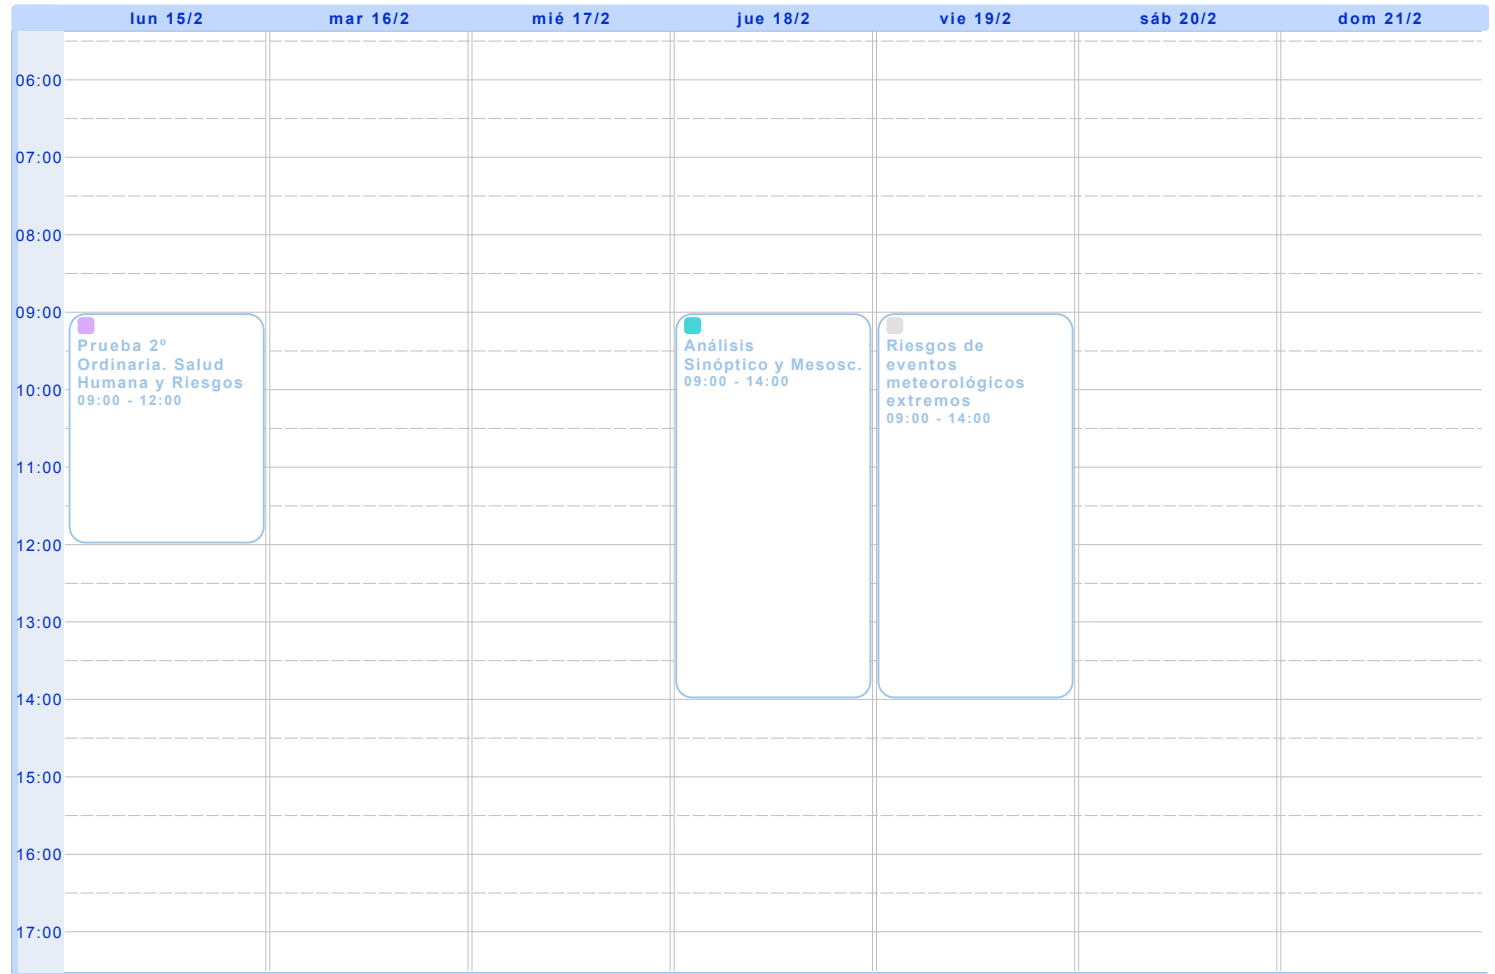 lun 15/2
mar 16/2
mié 17/2
jue 18/2
vie 19/2
sáb 20/2
dom 21/2
06:00
07:00
08:00
09:00
10:00
11:00
12:00
13:00
14:00
15:00
16:00
17:00
Prueba 2º
Ordinaria. Salud
Humana y Riesgos
09:00 - 12:00
Análisis
Sinóptico y Mesosc.
09:00 - 14:00
Riesgos de
eventos
meteorológicos
extremos
09:00 - 14:00